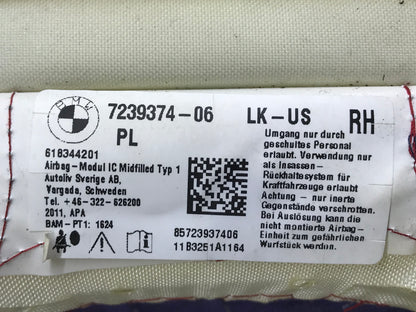 BMW
7239374-06 LK-US RH
PL
618344201
Airbag-Modul IC Midfilled Typ 1
Autoliv Sverige AB,
Vargada, Schweden
Tel. +46-322-626200
2011, APA
BAM-PT1: 1624
85723937406
11B3251A1164
Umgang nur durch
geschultes Personal
erlaubt. Verwendung nur
als Insassen-
Rückhaltesystem für
Kraftfahrzeuge erlaubt
Achtung - nur inerte
Gegenstände verschrotten.
Bei Auslösung kann die
nicht montierte Airbag-
Einheit zum gefährlichen
Wurfstück werden.